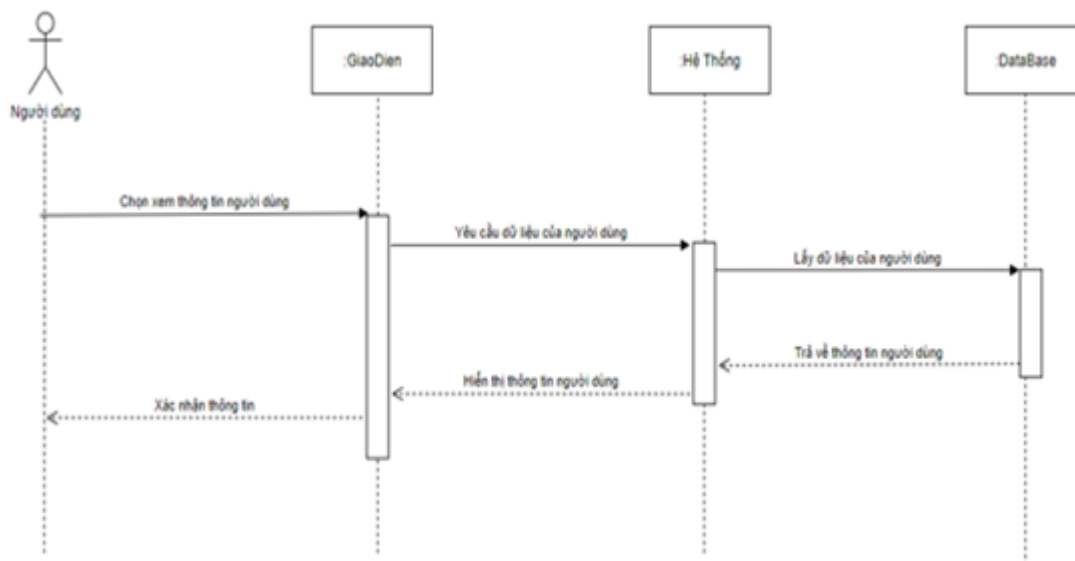 :GiaoDien
:Hệ Thống
:DataBase
Người dùng
Chọn xem thông tin người dùng
Yêu cầu dữ liệu của người dùng
Lấy dữ liệu của người dùng
Trả về thông tin người dùng
Hiển thị thông tin người dùng
Xác nhận thông tin